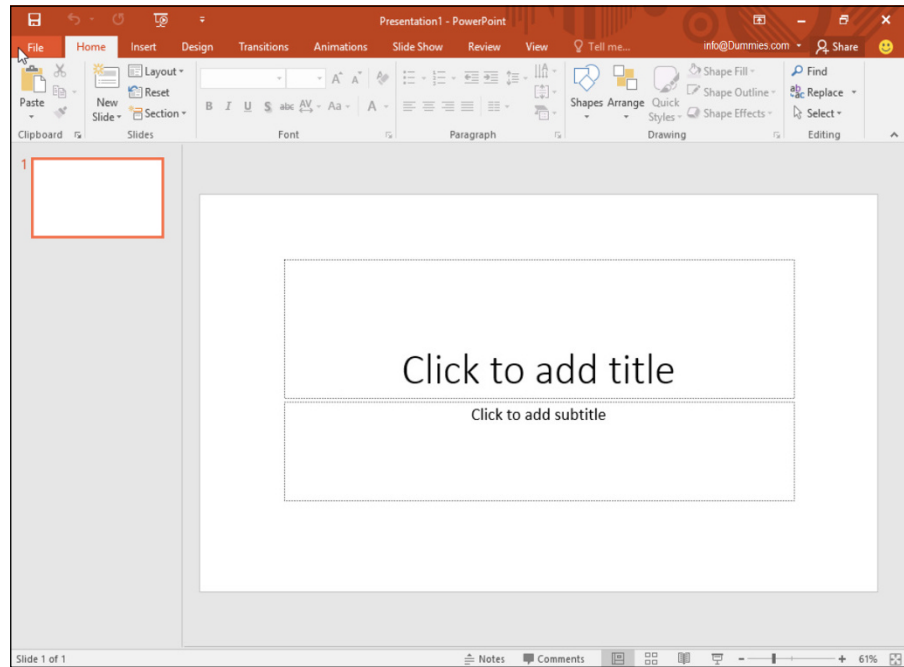 Presentation1 - PowerPoint
File Home Insert Design Transitions Animations Slide Show Review View Tell me... info@Dummies.com Share
Paste
New Slide
Layout
Reset
Section
B I U S abc AV Aa A
A A
Shapes Arrange Quick Styles
Shape Fill
Shape Outline
Shape Effects
Find
Replace
Select
Clipboard Slides Font Paragraph Drawing Editing
1
Click to add title
Click to add subtitle
Slide 1 of 1 Notes Comments 61%